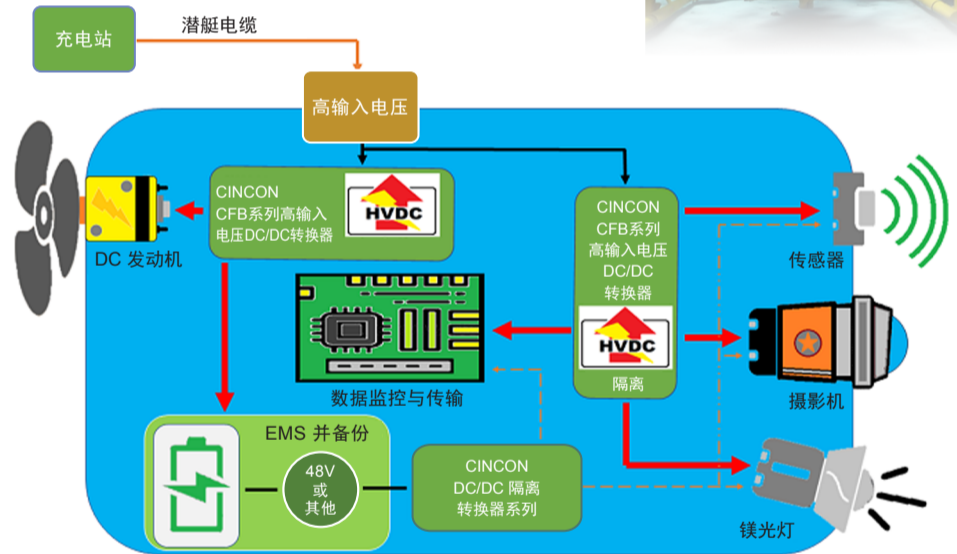 充电站
潜艇电缆
高输入电压
CINCON
CFB系列高输入
电压DC/DC转换器
HVDC
DC 发动机
CINCON
CFB系列
高输入电压
DC/DC
转换器
HVDC
隔离
传感器
数据监控与传输
摄影机
EMS 并备份
48V
或
其他
CINCON
DC/DC 隔离
转换器系列
镁光灯